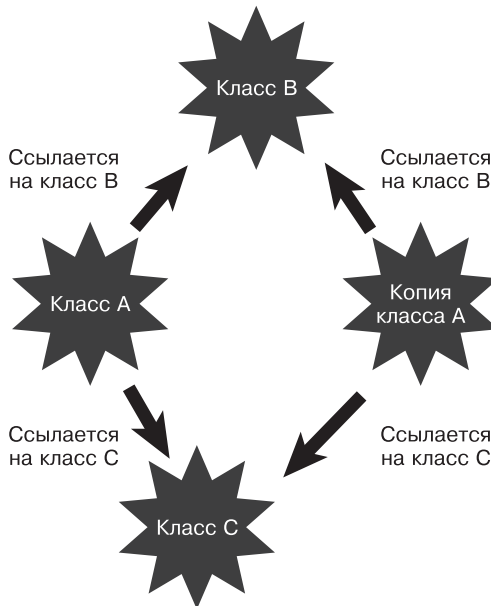 Класс B
Ссылается
на класс B
Ссылается
на класс B
Класс A
Копия
класса A
Ссылается
на класс C
Ссылается
на класс C
Класс C